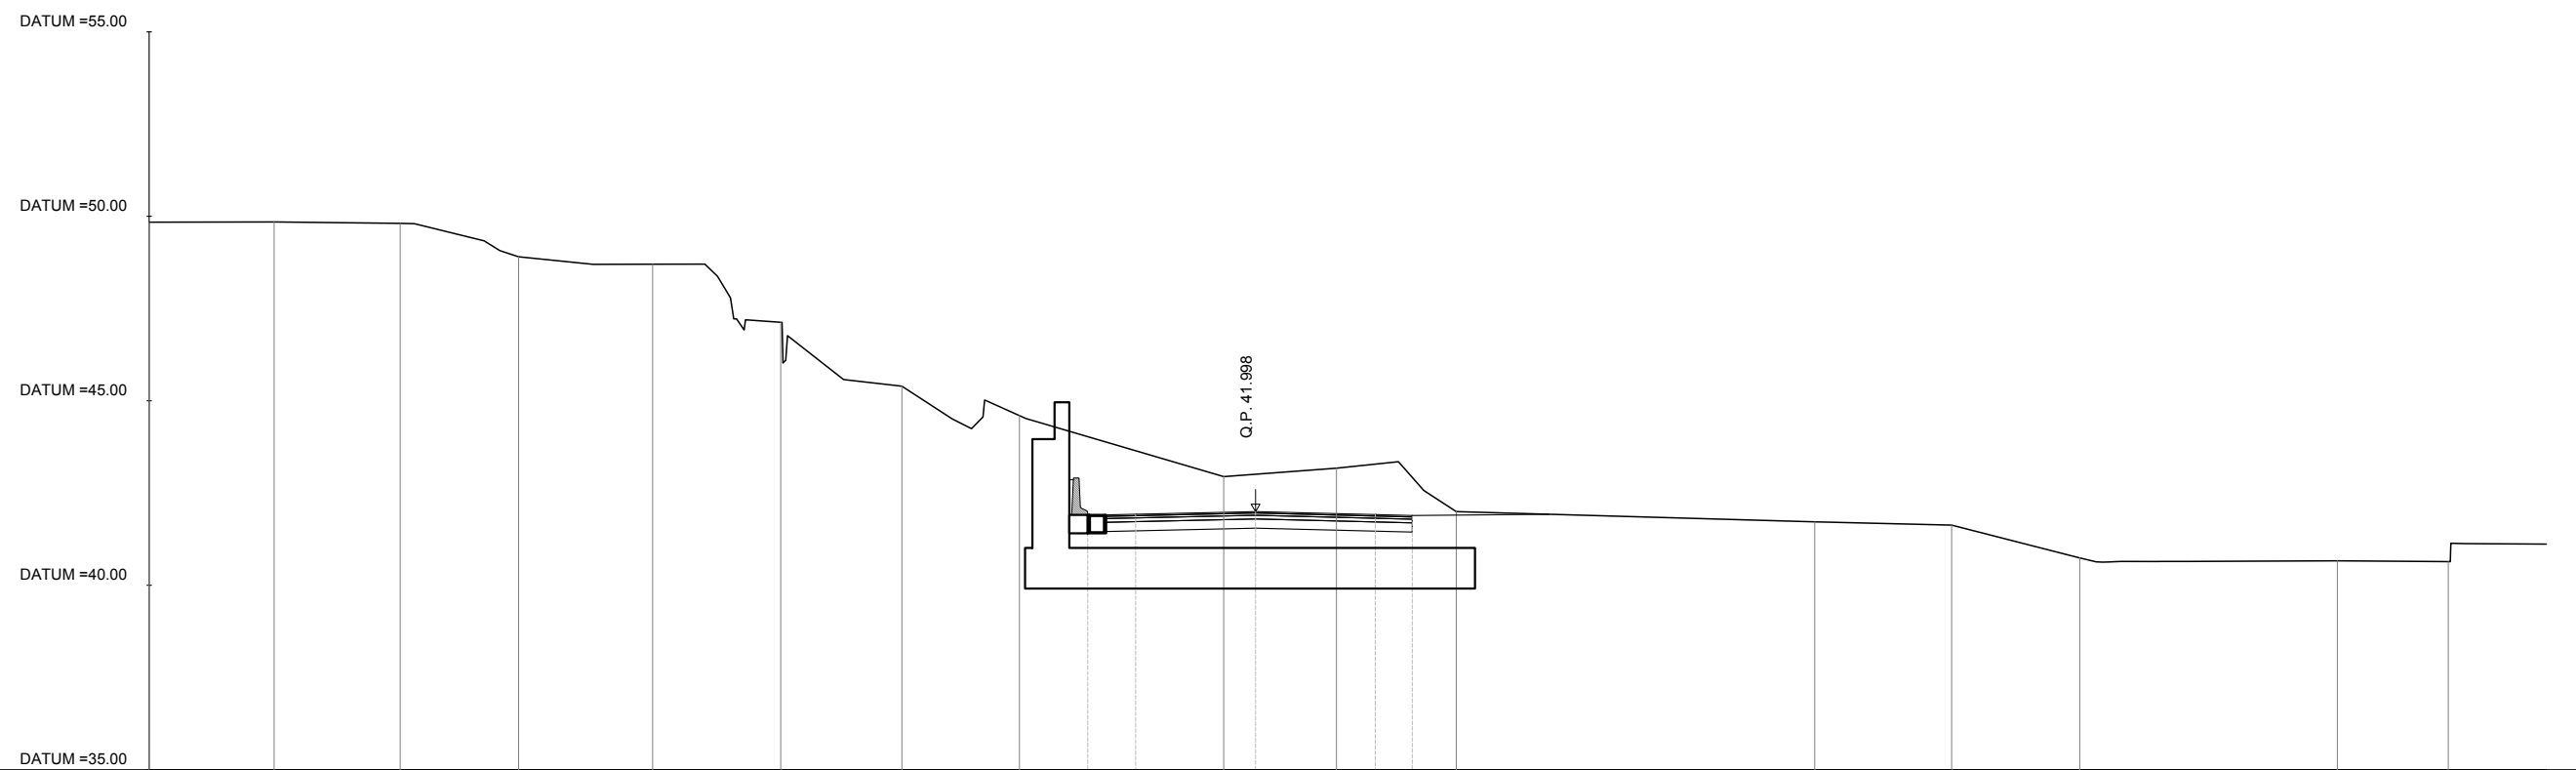 DATUM =55.00
DATUM =50.00
DATUM =45.00
Q.P. 41.998
DATUM =40.00
DATUM =35.00